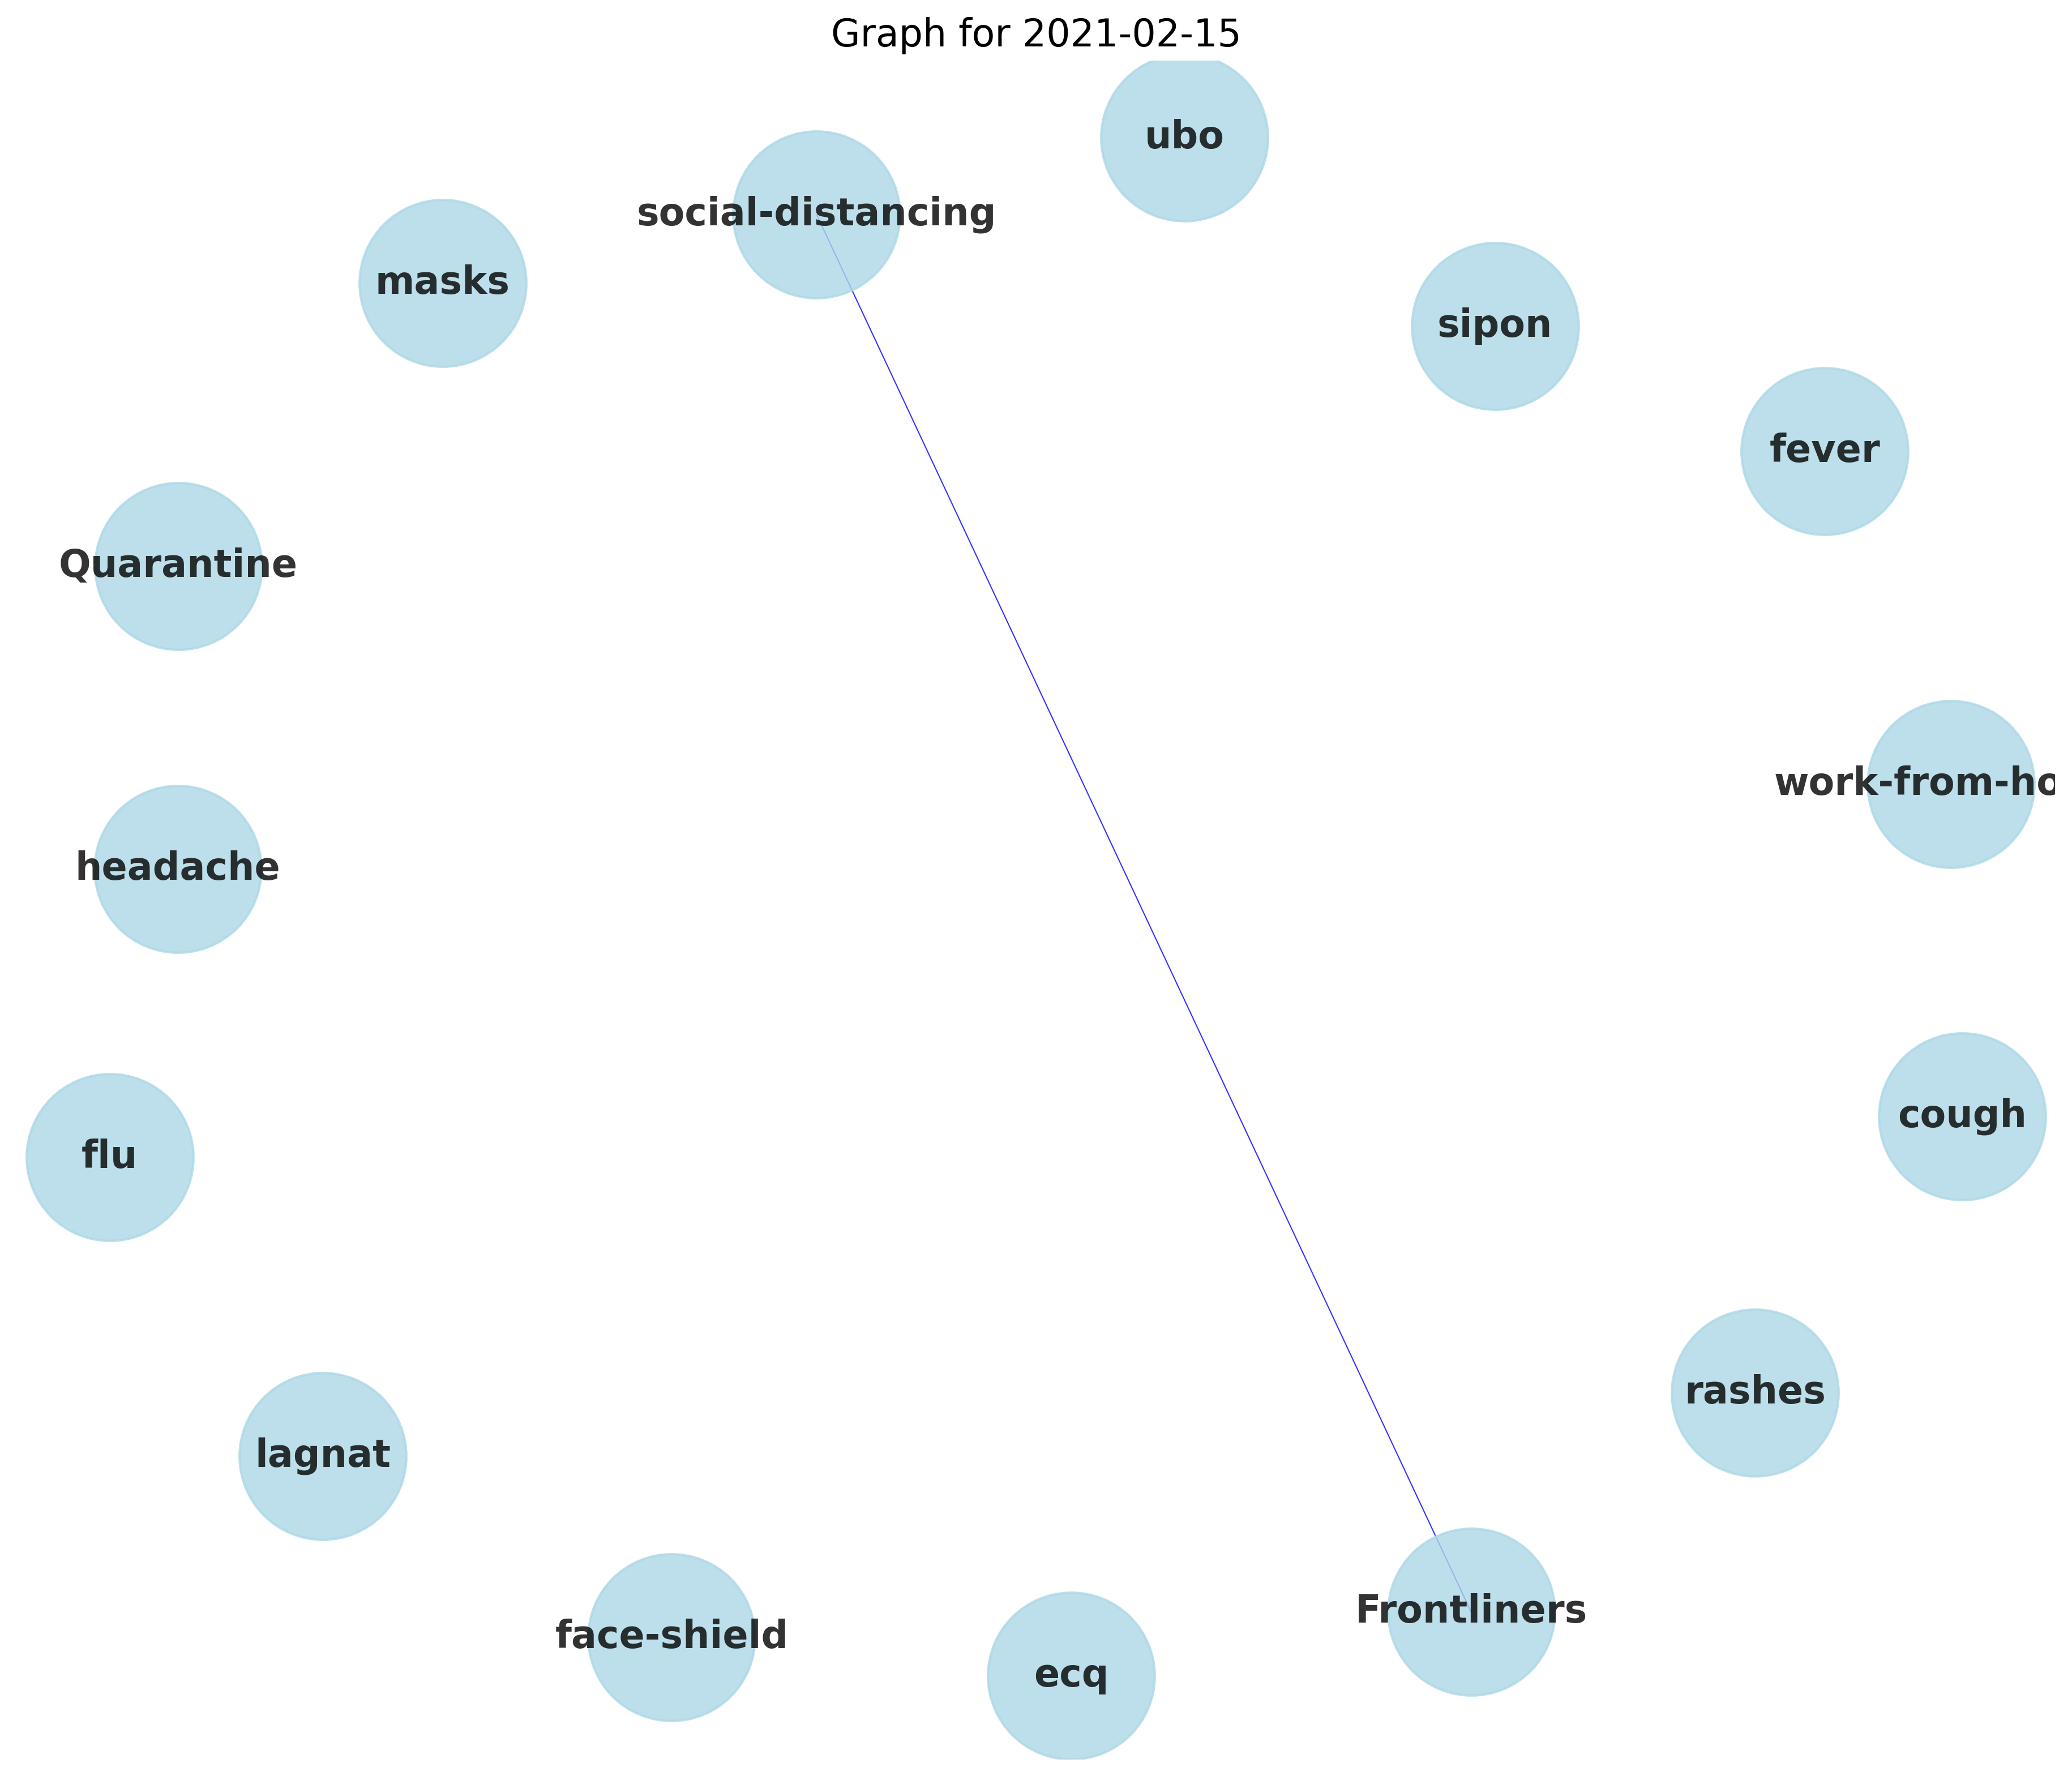 Graph for 2021-02-15
ubo
social-distancing
masks
sipon
fever
Quarantine
work-from-ho
headache
cough
flu
rashes
lagnat
Frontliners
face-shield
ecq